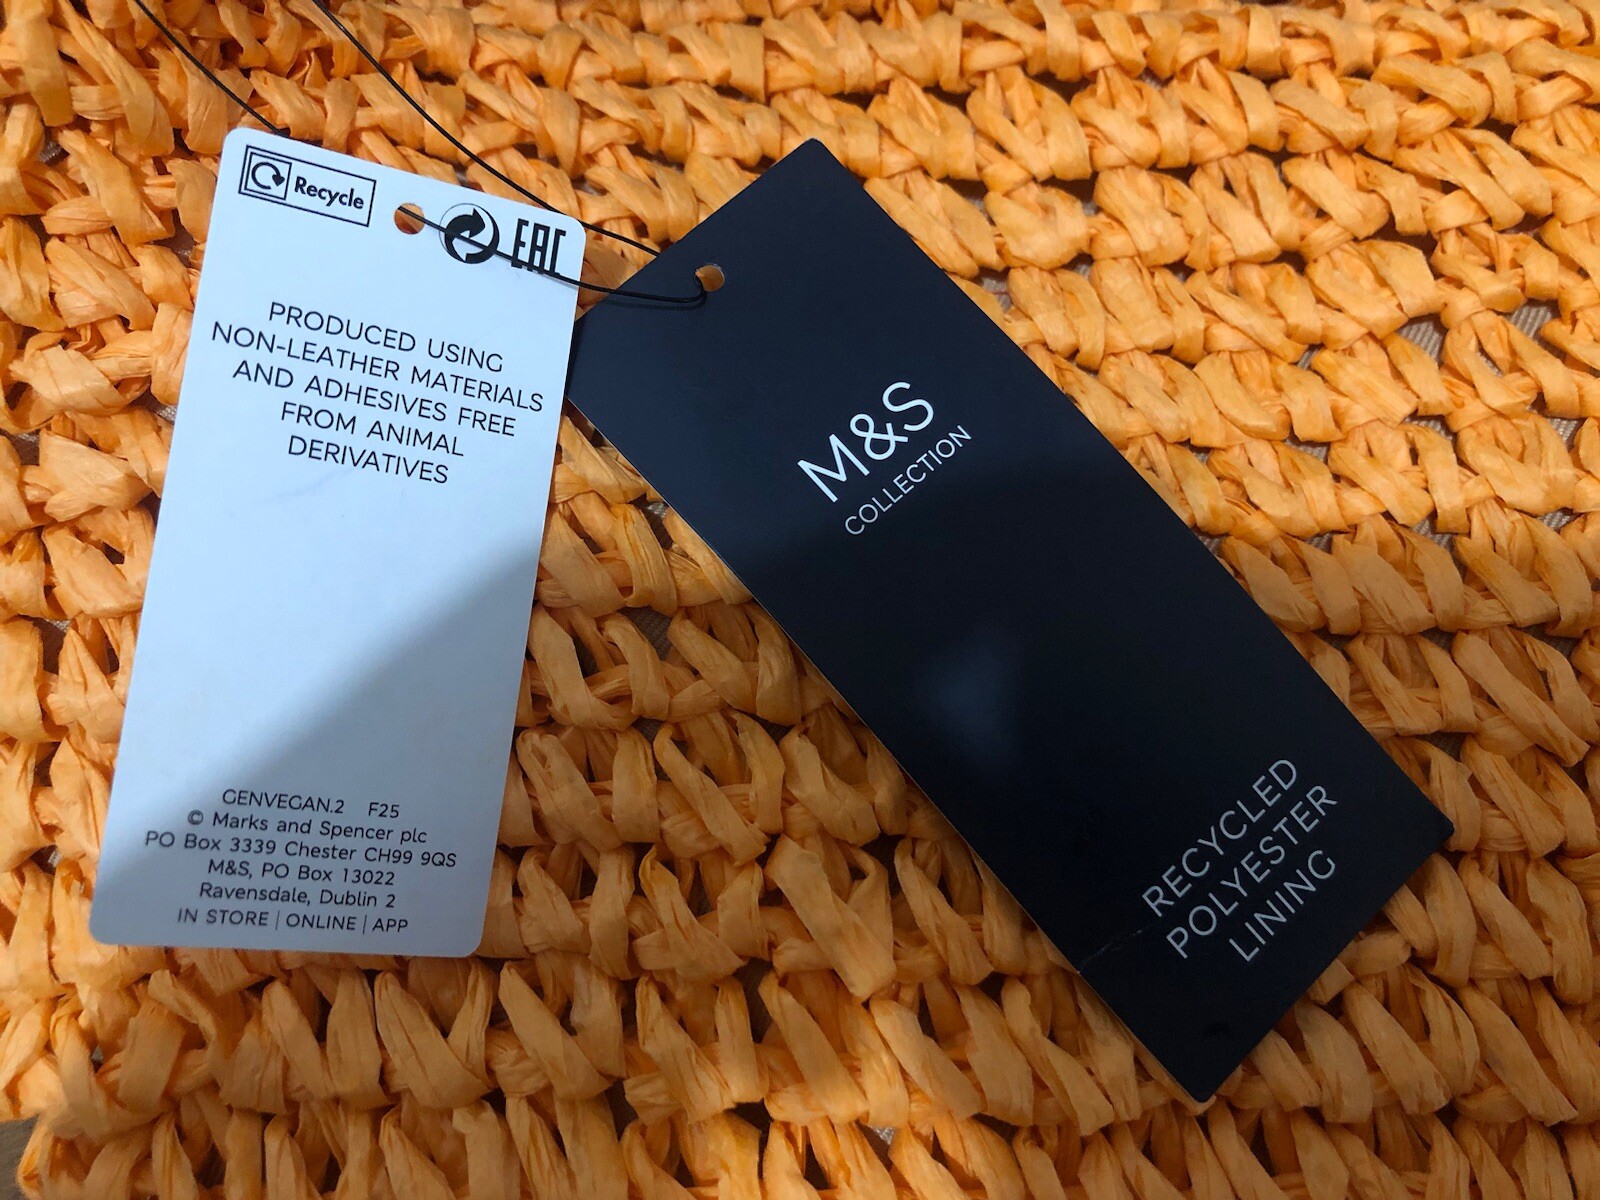 Recycle
EAC
PRODUCED USING
NON-LEATHER MATERIALS
AND ADHESIVES FREE
FROM ANIMAL
DERIVATIVES
GENVEGAN.2 F25
© Marks and Spencer plc
PO Box 3339 Chester CH99 9QS
M&S, PO Box 13022
Ravensdale, Dublin 2
IN STORE | ONLINE | APP
M&S
COLLECTION
RECYCLED
POLYESTER
LINING